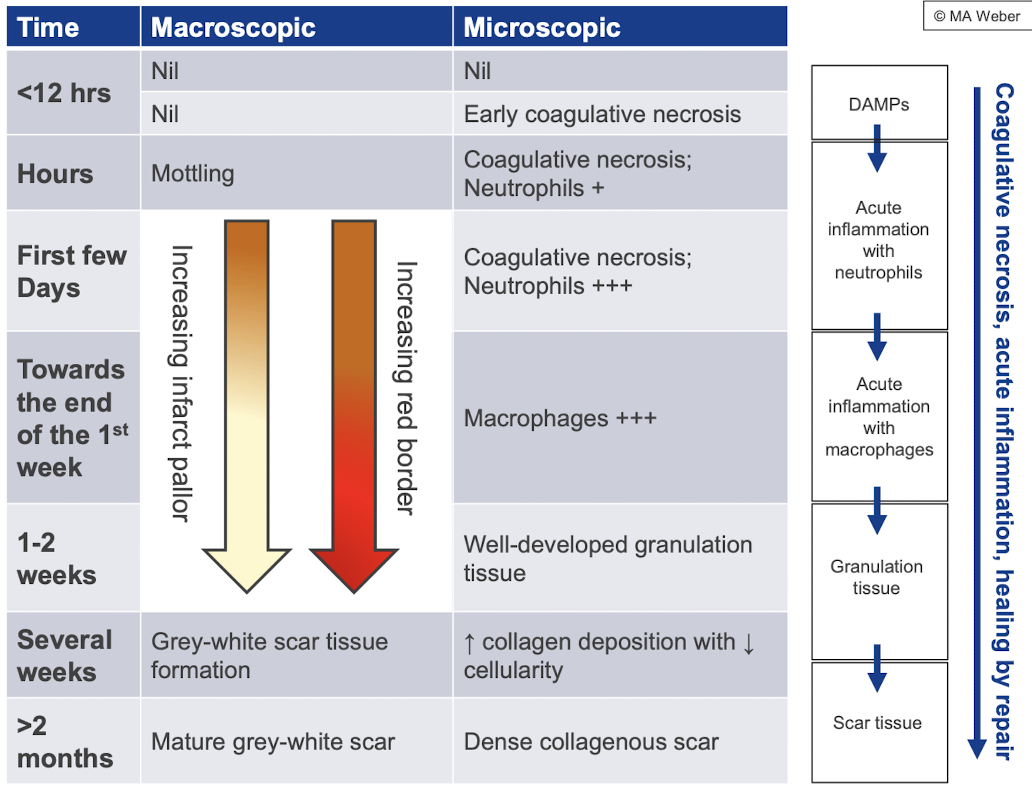 © MA Weber
Time Macroscopic Microscopic
<12 hrs
Nil Nil
Nil Early coagulative necrosis
Hours
Mottling
Coagulative necrosis;
Neutrophils +
First few
Days
Coagulative necrosis;
Neutrophils +++
Towards
the end
of the 1st
week
Macrophages +++
1-2
weeks
Well-developed granulation
tissue
Increasing infarct pallor
Increasing red border
Several
weeks
Grey-white scar tissue
formation
↑ collagen deposition with ↓
cellularity
>2
months
Mature grey-white scar
Dense collagenous scar
DAMPs
Acute
inflammation
with
neutrophils
Acute
inflammation
with
macrophages
Granulation
tissue
Scar tissue
Coagulative necrosis, acute inflammation, healing by repair